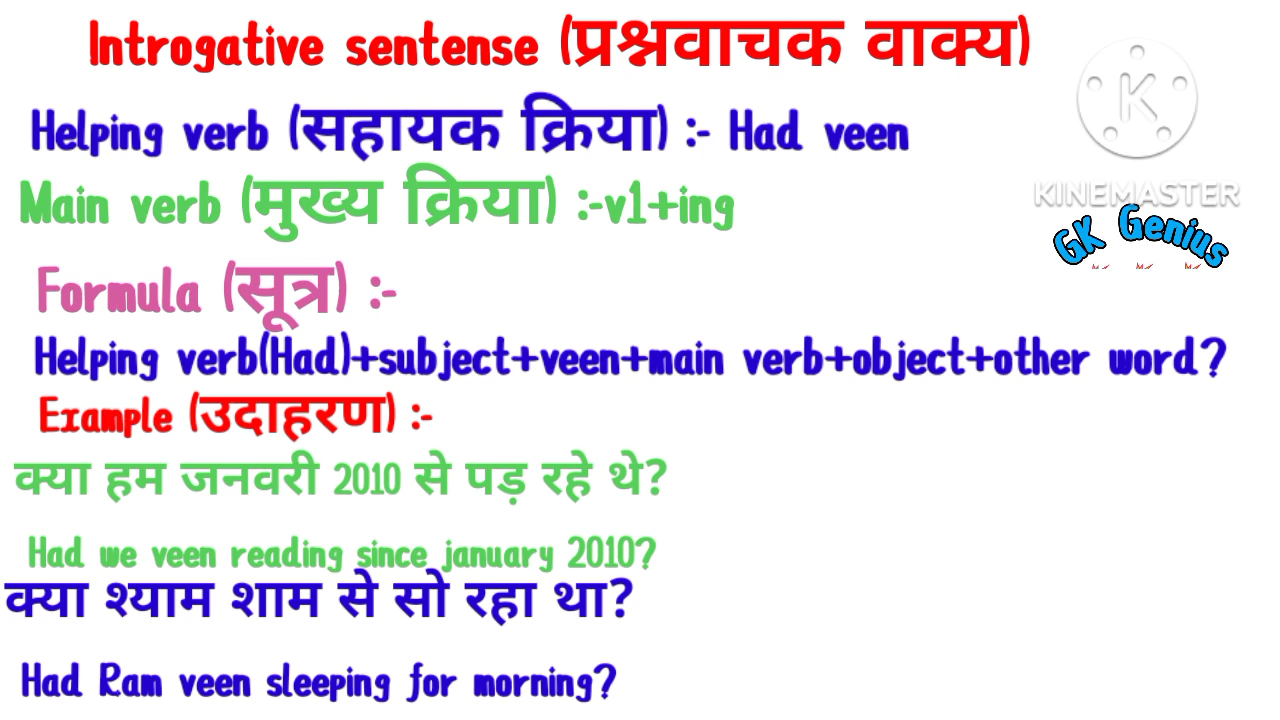 Introgative sentense (प्रश्नवाचक वाक्य)
Helping verb (सहायक क्रिया) :- Had veen
Main verb (मुख्य क्रिया) :-v1+ing
KINEMASTER
GK Genius
Formula (सूत्र) :-
Helping verb(Had)+subject+veen+main verb+object+other word?
Example (उदाहरण) :-
क्या हम जनवरी 2010 से पड़ रहे थे?
Had we veen reading since january 2010?
क्या श्याम शाम से सो रहा था?
Had Ram veen sleeping for morning?